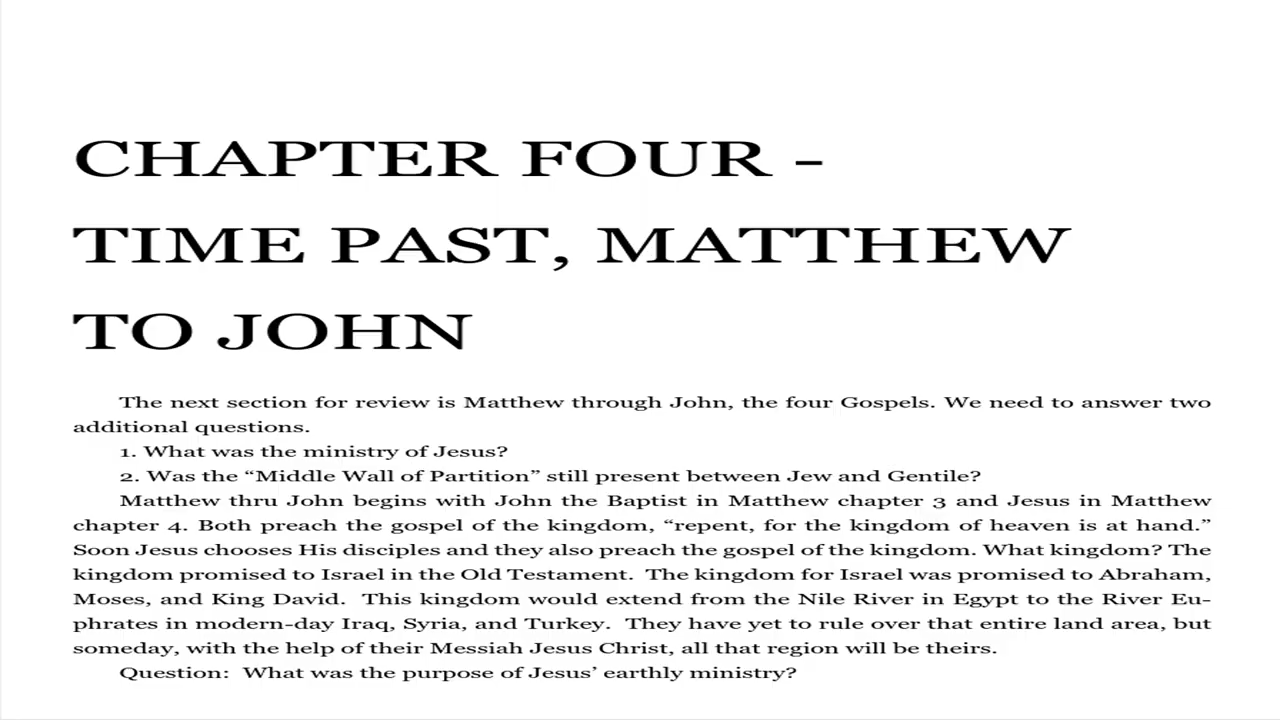 CHAPTER FOUR -
TIME PAST, MATTHEW
TO JOHN
The next section for review is Matthew through John, the four Gospels. We need to answer two
additional questions.
1. What was the ministry of Jesus?
2. Was the “Middle Wall of Partition” still present between Jew and Gentile?
Matthew thru John begins with John the Baptist in Matthew chapter 3 and Jesus in Matthew
chapter 4. Both preach the gospel of the kingdom, “repent, for the kingdom of heaven is at hand.”
Soon Jesus chooses His disciples and they also preach the gospel of the kingdom. What kingdom? The
kingdom promised to Israel in the Old Testament.  The kingdom for Israel was promised to Abraham,
Moses, and King David.  This kingdom would extend from the Nile River in Egypt to the River Eu-
phrates in modern-day Iraq, Syria, and Turkey.  They have yet to rule over that entire land area, but
someday, with the help of their Messiah Jesus Christ, all that region will be theirs.
Question:  What was the purpose of Jesus’ earthly ministry?